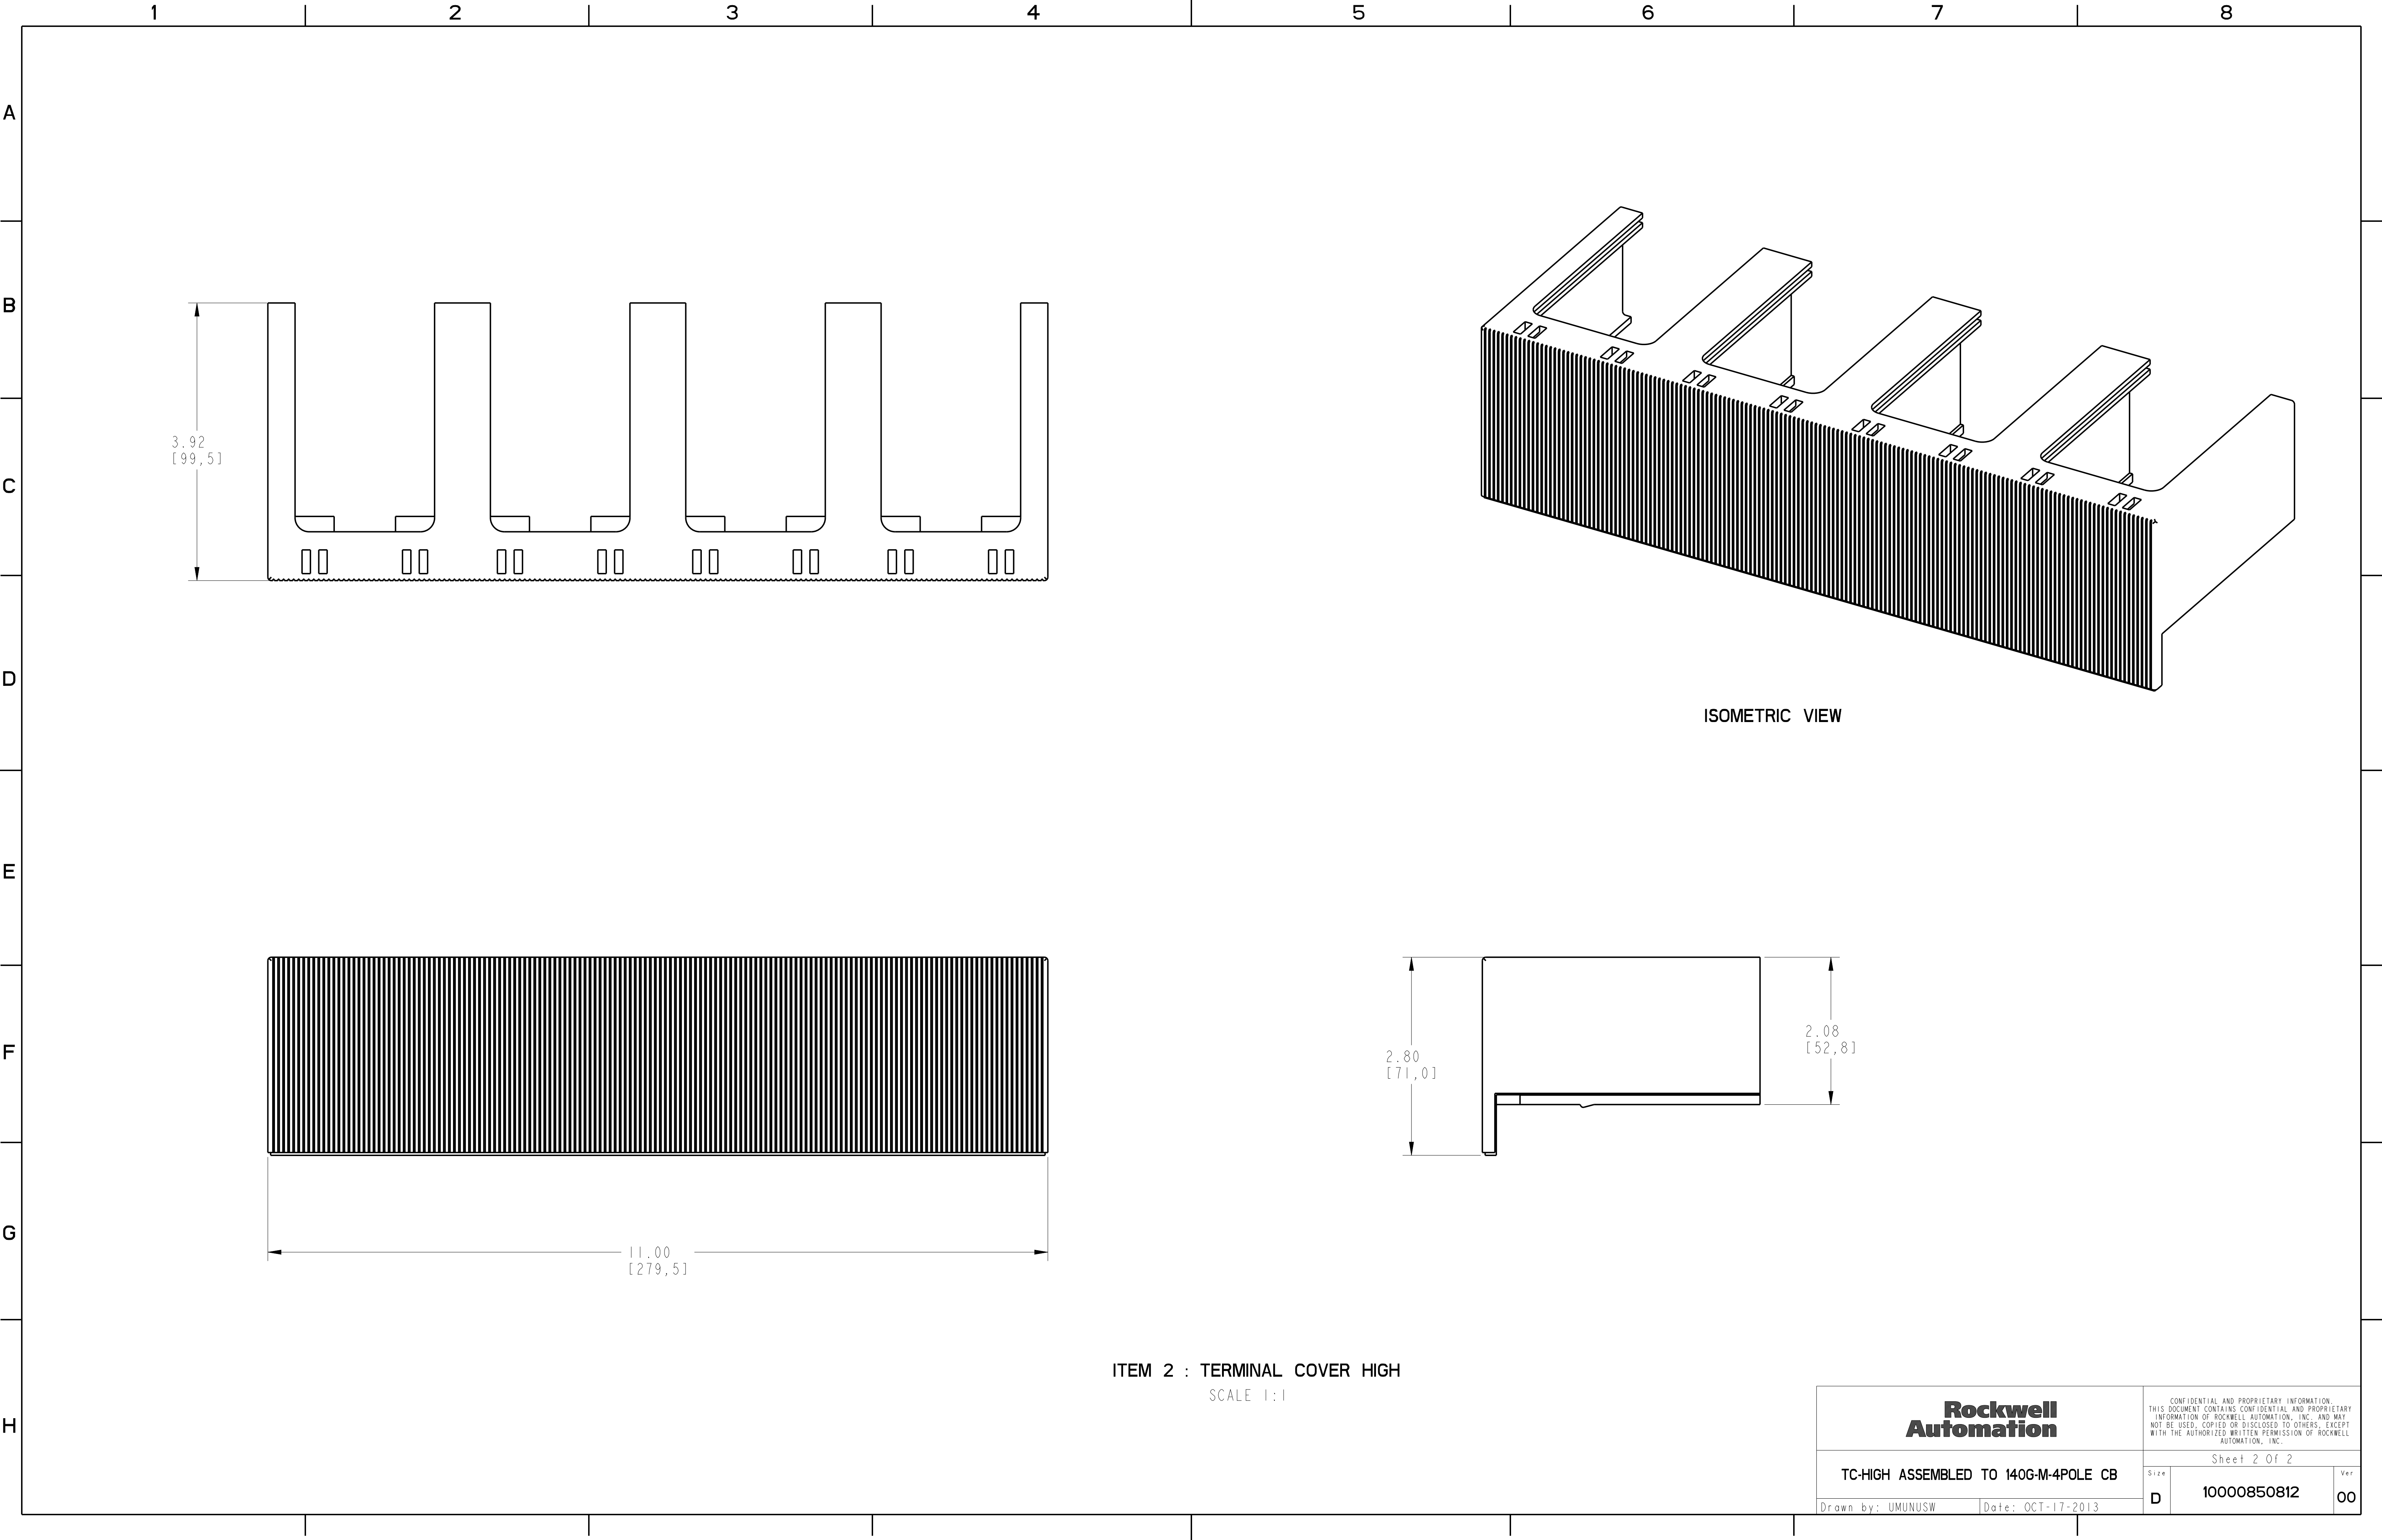 1 2 3 4 5 6 7 8
A
B
C
D
E
F
G
H
3.92
[99,5]
ISOMETRIC VIEW
2.80
[71,0]
2.08
[52,8]
11.00
[279,5]
ITEM 2 : TERMINAL COVER HIGH
SCALE 1:1
Rockwell
Automation
CONFIDENTIAL AND PROPRIETARY INFORMATION.
THIS DOCUMENT CONTAINS CONFIDENTIAL AND PROPRIETARY
INFORMATION OF ROCKWELL AUTOMATION, INC. AND MAY
NOT BE USED, COPIED OR DISCLOSED TO OTHERS, EXCEPT
WITH THE AUTHORIZED WRITTEN PERMISSION OF ROCKWELL
AUTOMATION, INC.
Sheet 2 Of 2
TC-HIGH ASSEMBLED TO 140G-M-4POLE CB
Size
D
10000850812
Ver
00
Drawn by: UMUNUSW
Date: OCT-17-2013